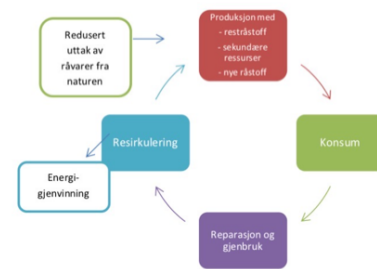 Redusert
uttak av
råvarer fra
naturen
Produksjon med
- restråstoff
- sekundære
ressurser
- nye råstoff
Resirkulering
Konsum
Energi-
gjenvinning
Reparasjon og
gjenbruk